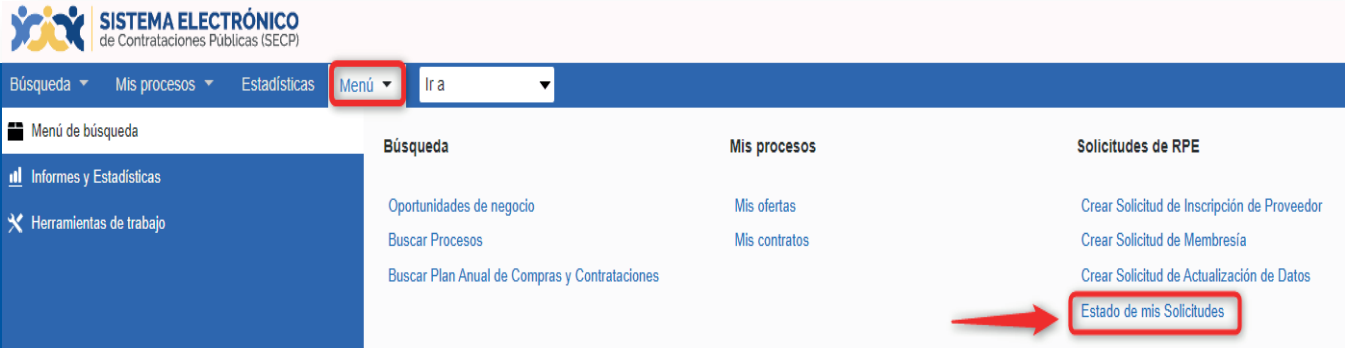 SISTEMA ELECTRÓNICO
de Contrataciones Públicas (SECP)
Búsqueda Mis procesos Estadísticas Menú Ir a
Menú de búsqueda
Informes y Estadísticas
Herramientas de trabajo
Búsqueda
Oportunidades de negocio
Buscar Procesos
Buscar Plan Anual de Compras y Contrataciones
Mis procesos
Mis ofertas
Mis contratos
Solicitudes de RPE
Crear Solicitud de Inscripción de Proveedor
Crear Solicitud de Membresía
Crear Solicitud de Actualización de Datos
Estado de mis Solicitudes